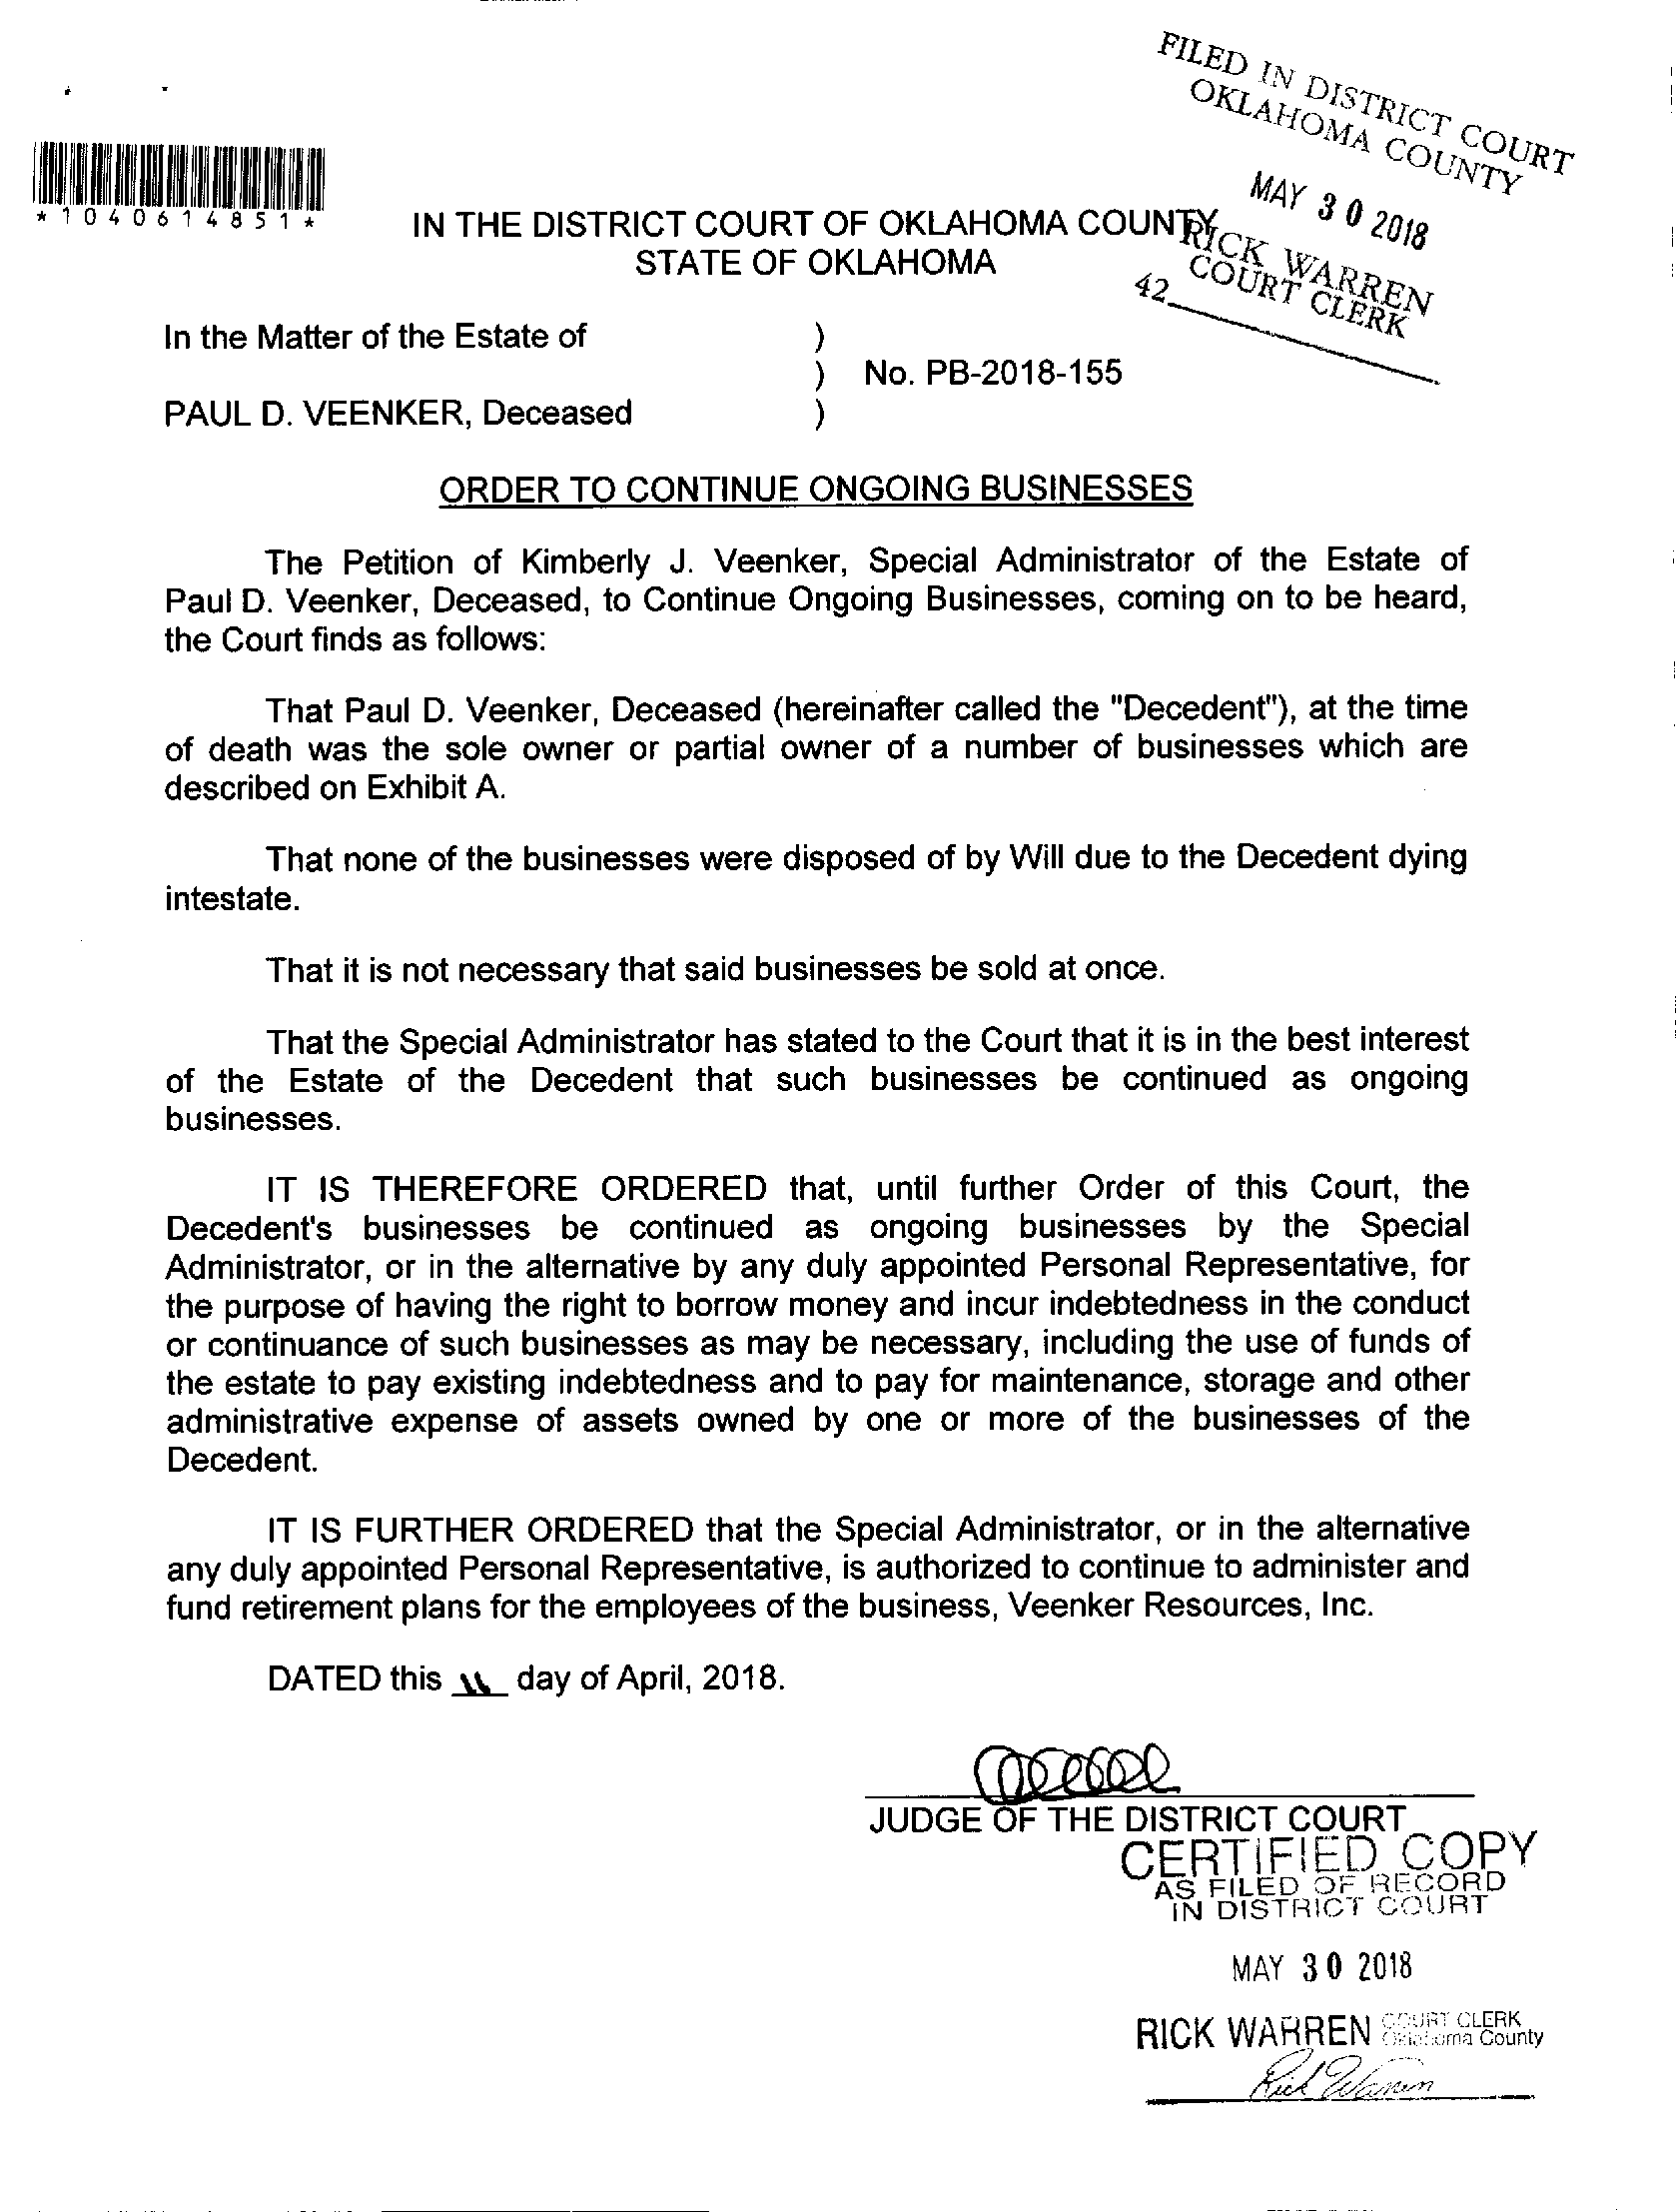 FILED IN DISTRICT COURT
OKLAHOMA COUNTY
MAY 30 2018
RICK WARREN
COURT CLERK
42
*1040614851*
IN THE DISTRICT COURT OF OKLAHOMA COUNTY
STATE OF OKLAHOMA
In the Matter of the Estate of )
) No. PB-2018-155
PAUL D. VEENKER, Deceased )
ORDER TO CONTINUE ONGOING BUSINESSES
The Petition of Kimberly J. Veenker, Special Administrator of the Estate of
Paul D. Veenker, Deceased, to Continue Ongoing Businesses, coming on to be heard,
the Court finds as follows:
That Paul D. Veenker, Deceased (hereinafter called the "Decedent"), at the time
of death was the sole owner or partial owner of a number of businesses which are
described on Exhibit A.
That none of the businesses were disposed of by Will due to the Decedent dying
intestate.
That it is not necessary that said businesses be sold at once.
That the Special Administrator has stated to the Court that it is in the best interest
of the Estate of the Decedent that such businesses be continued as ongoing
businesses.
IT IS THEREFORE ORDERED that, until further Order of this Court, the
Decedent's businesses be continued as ongoing businesses by the Special
Administrator, or in the alternative by any duly appointed Personal Representative, for
the purpose of having the right to borrow money and incur indebtedness in the conduct
or continuance of such businesses as may be necessary, including the use of funds of
the estate to pay existing indebtedness and to pay for maintenance, storage and other
administrative expense of assets owned by one or more of the businesses of the
Decedent.
IT IS FURTHER ORDERED that the Special Administrator, or in the alternative
any duly appointed Personal Representative, is authorized to continue to administer and
fund retirement plans for the employees of the business, Veenker Resources, Inc.
DATED this 11 day of April, 2018.
JUDGE OF THE DISTRICT COURT
CERTIFIED COPY
AS FILED OF RECORD
IN DISTRICT COURT
MAY 30 2018
RICK WARREN COURT CLERK
Oklahoma County
Rick Warren